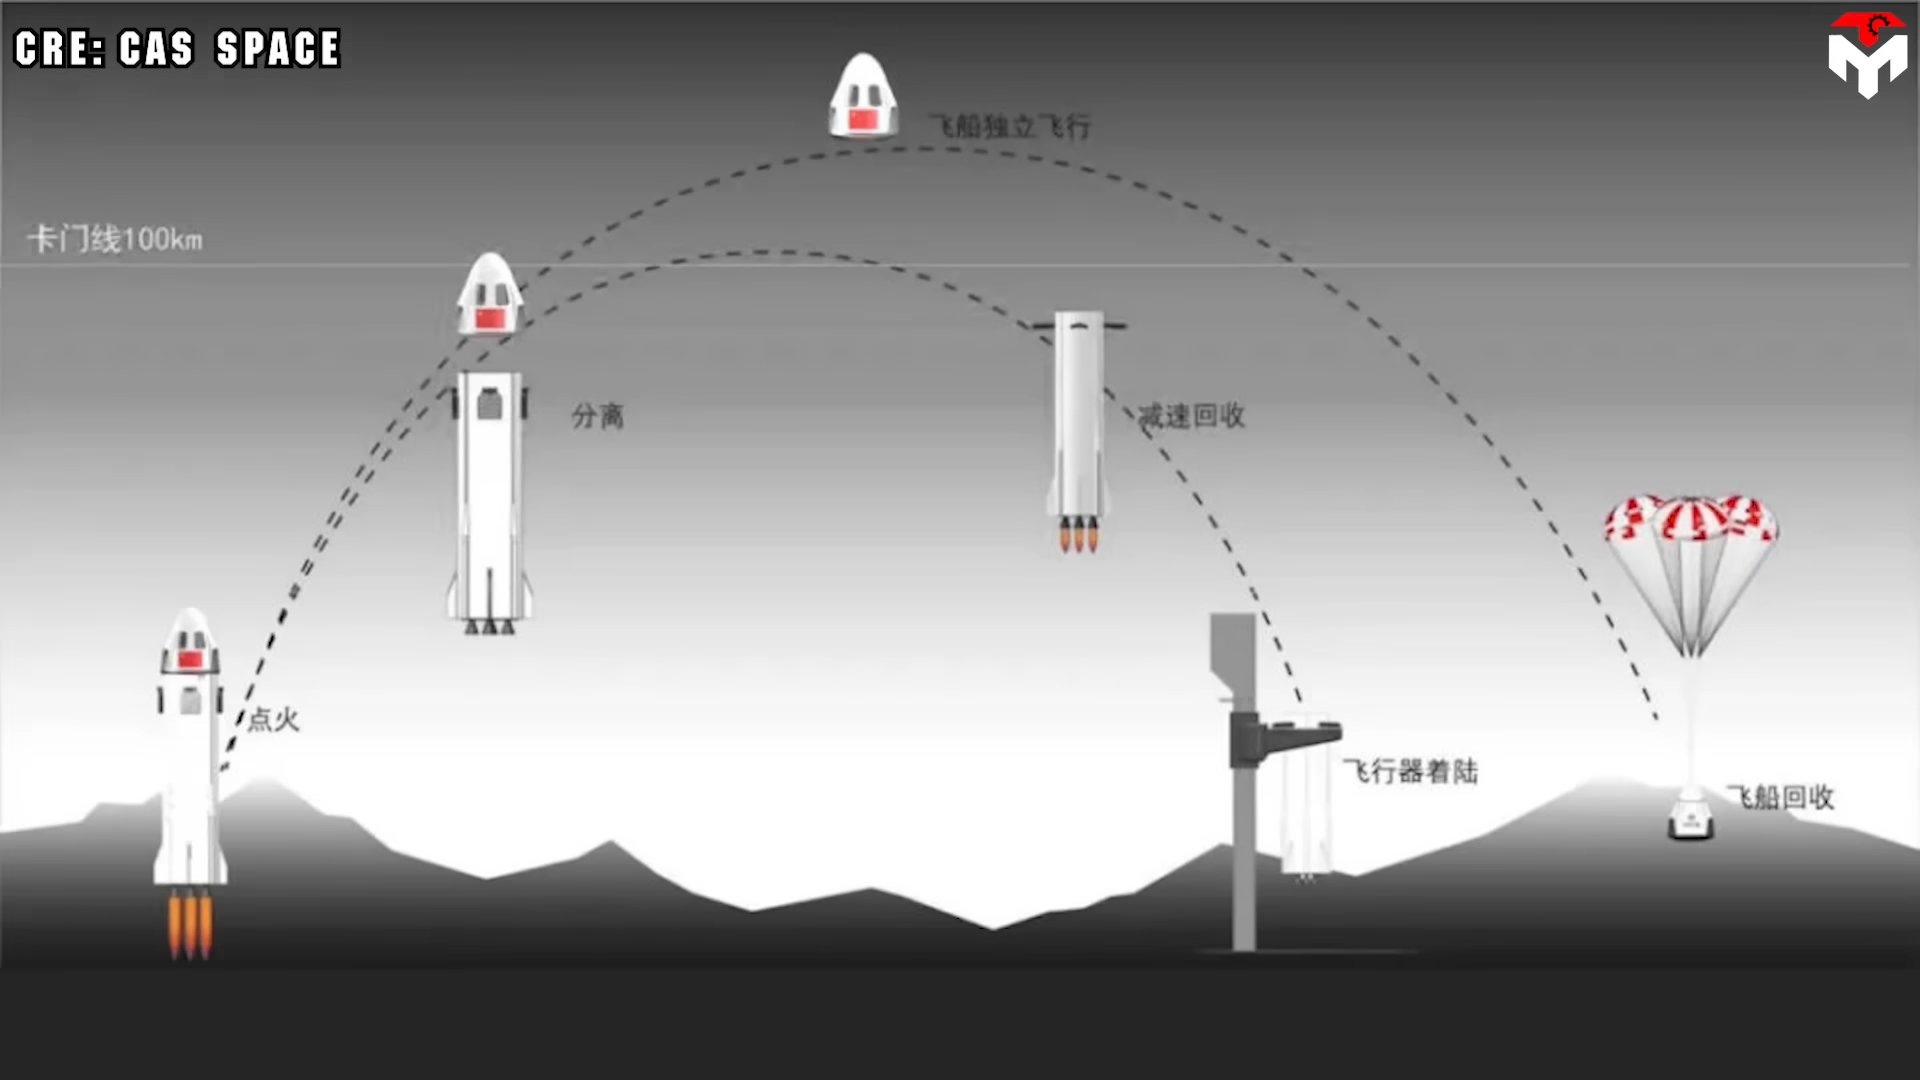 CRE: CAS SPACE
飞船独立飞行
卡门线100km
分离
减速回收
点火
飞行器着陆
飞船回收